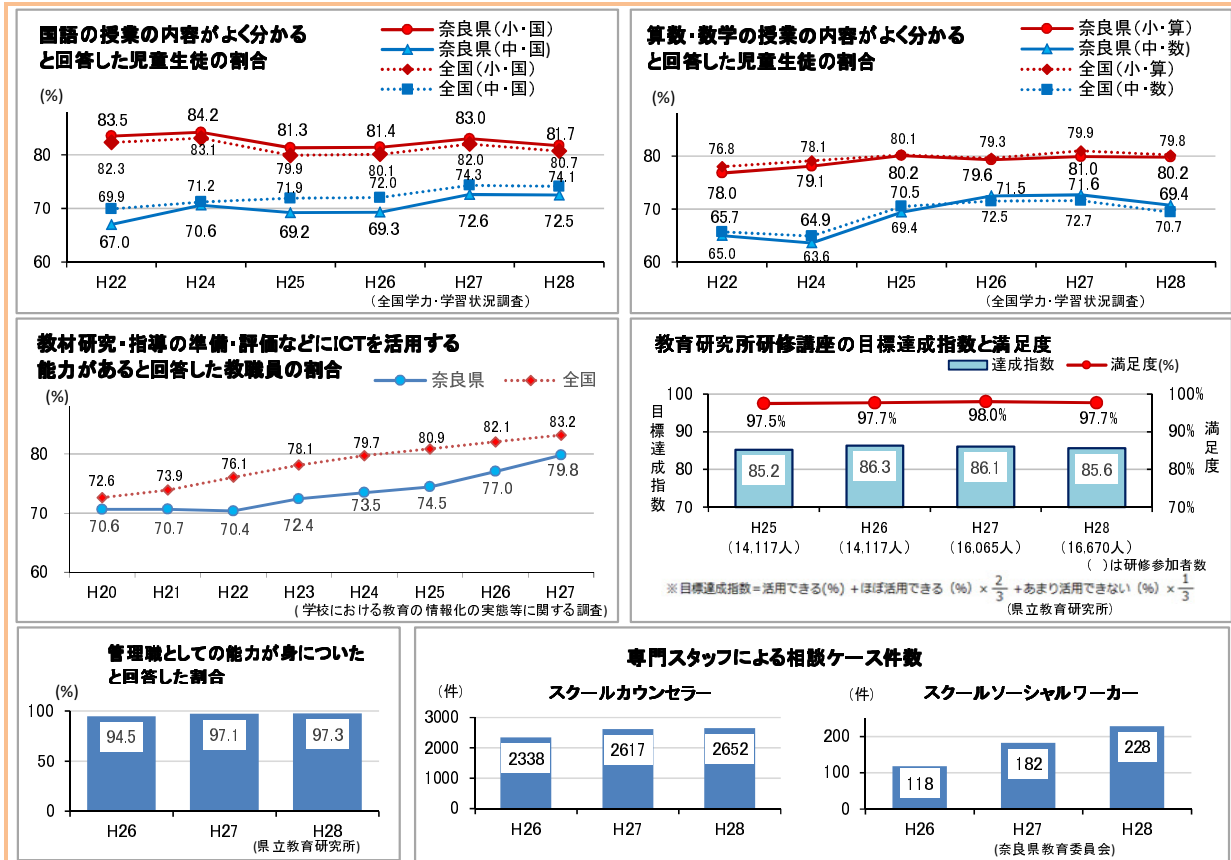 国語の授業の内容がよく分かる
と回答した児童生徒の割合
奈良県(小・国)
奈良県(中・国)
全国(小・国)
全国(中・国)
(%)
83.5 84.2 81.3 81.4 83.0 81.7
80
82.3 83.1 79.9 80.1 82.0 80.7
69.9 71.2 71.9 72.0 74.3 74.1
70
67.0 70.6 69.2 69.3 72.6 72.5
60
H22 H24 H25 H26 H27 H28
(全国学力・学習状況調査)
算数・数学の授業の内容がよく分かる
と回答した児童生徒の割合
奈良県(小・算)
奈良県(中・数)
全国(小・算)
全国(中・数)
(%)
76.8 78.1 80.1 79.3 79.9 79.8
80
78.0 79.1 80.2 79.6 81.0 80.2
70
65.7 64.9 70.5 71.5 71.6 69.4
65.0 63.6 69.4 72.5 72.7 70.7
60
H22 H24 H25 H26 H27 H28
(全国学力・学習状況調査)
教材研究・指導の準備・評価などにICTを活用する
能力があると回答した教職員の割合
奈良県 全国
(%)
72.6 73.9 76.1 78.1 79.7 80.9 82.1 83.2
80
70
70.6 70.7 70.4 72.4 73.5 74.5 77.0 79.8
60
H20 H21 H22 H23 H24 H25 H26 H27
(学校における教育の情報化の実態等に関する調査)
教育研究所研修講座の目標達成指数と満足度
達成指数 満足度(%)
目標達成指数
満足度
100 100%
97.5% 97.7% 98.0% 97.7%
90 90%
80 80%
85.2 86.3 86.1 85.6
70 70%
H25 H26 H27 H28
(14.117人) (14.117人) (16.065人) (16.670人)
( )は研修参加者数
※目標達成指数=活用できる(%)+ほぼ活用できる(%)×2/3+あまり活用できない(%)×1/3
(県立教育研究所)
管理職としての能力が身についた
と回答した割合
(%)
100
94.5 97.1 97.3
50
0
H26 H27 H28
(県立教育研究所)
専門スタッフによる相談ケース件数
スクールカウンセラー
(件)
3000
2000
1000
0
2338 2617 2652
H26 H27 H28
スクールソーシャルワーカー
(件)
200
100
0
118 182 228
H26 H27 H28
(奈良県教育委員会)